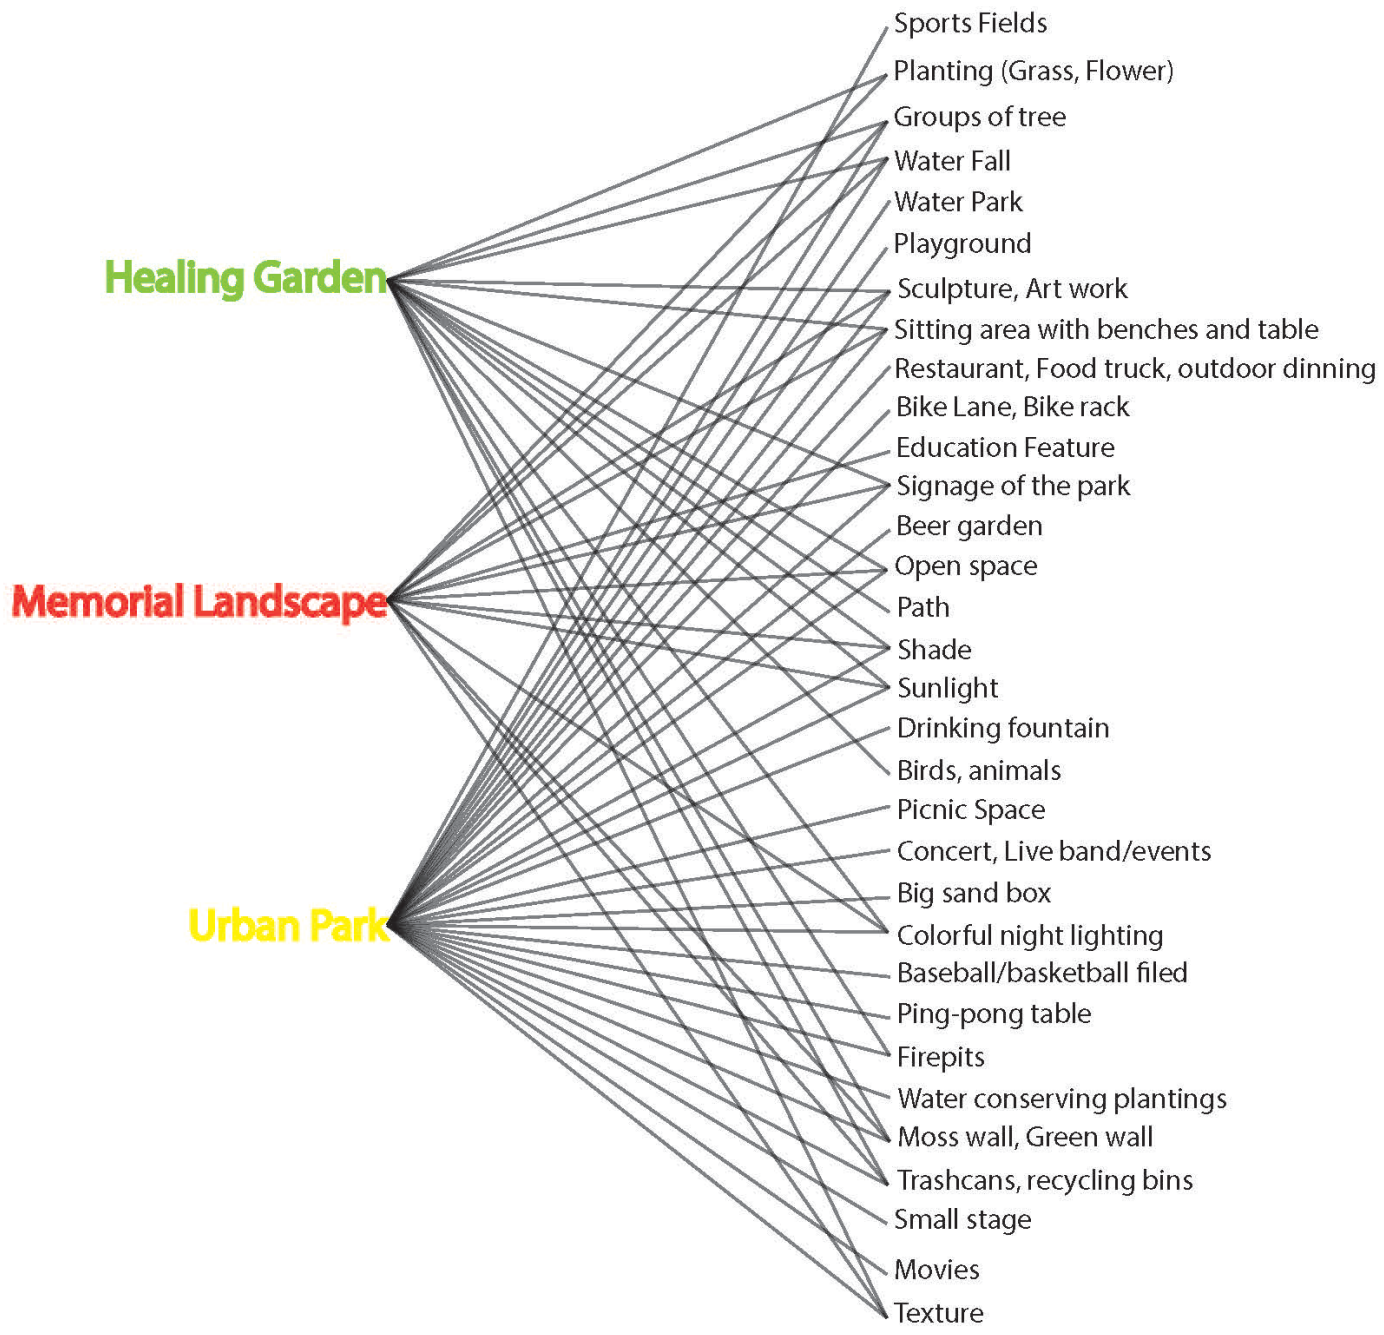 Healing Garden
Memorial Landscape
Urban Park
Sports Fields
Planting (Grass, Flower)
Groups of tree
Water Fall
Water Park
Playground
Sculpture, Art work
Sitting area with benches and table
Restaurant, Food truck, outdoor dinning
Bike Lane, Bike rack
Education Feature
Signage of the park
Beer garden
Open space
Path
Shade
Sunlight
Drinking fountain
Birds, animals
Picnic Space
Concert, Live band/events
Big sand box
Colorful night lighting
Baseball/basketball filed
Ping-pong table
Firepits
Water conserving plantings
Moss wall, Green wall
Trashcans, recycling bins
Small stage
Movies
Texture